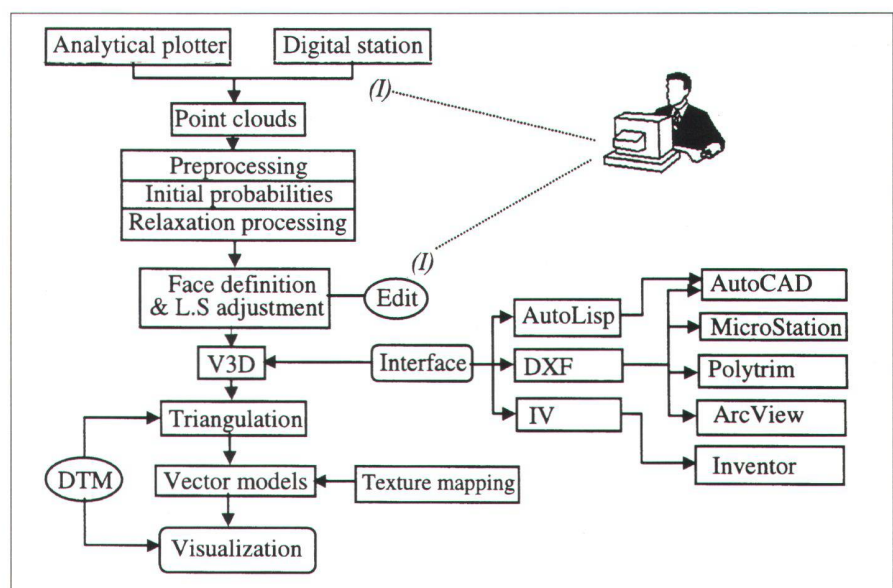 Analytical plotter
Digital station
(I)
Point clouds
Preprocessing
Initial probabilities
Relaxation processing
(I)
Face definition
& L.S adjustment
Edit
AutoLisp
AutoCAD
MicroStation
V3D
Interface
DXF
Polytrim
Triangulation
IV
ArcView
DTM
Vector models
Texture mapping
Inventor
Visualization